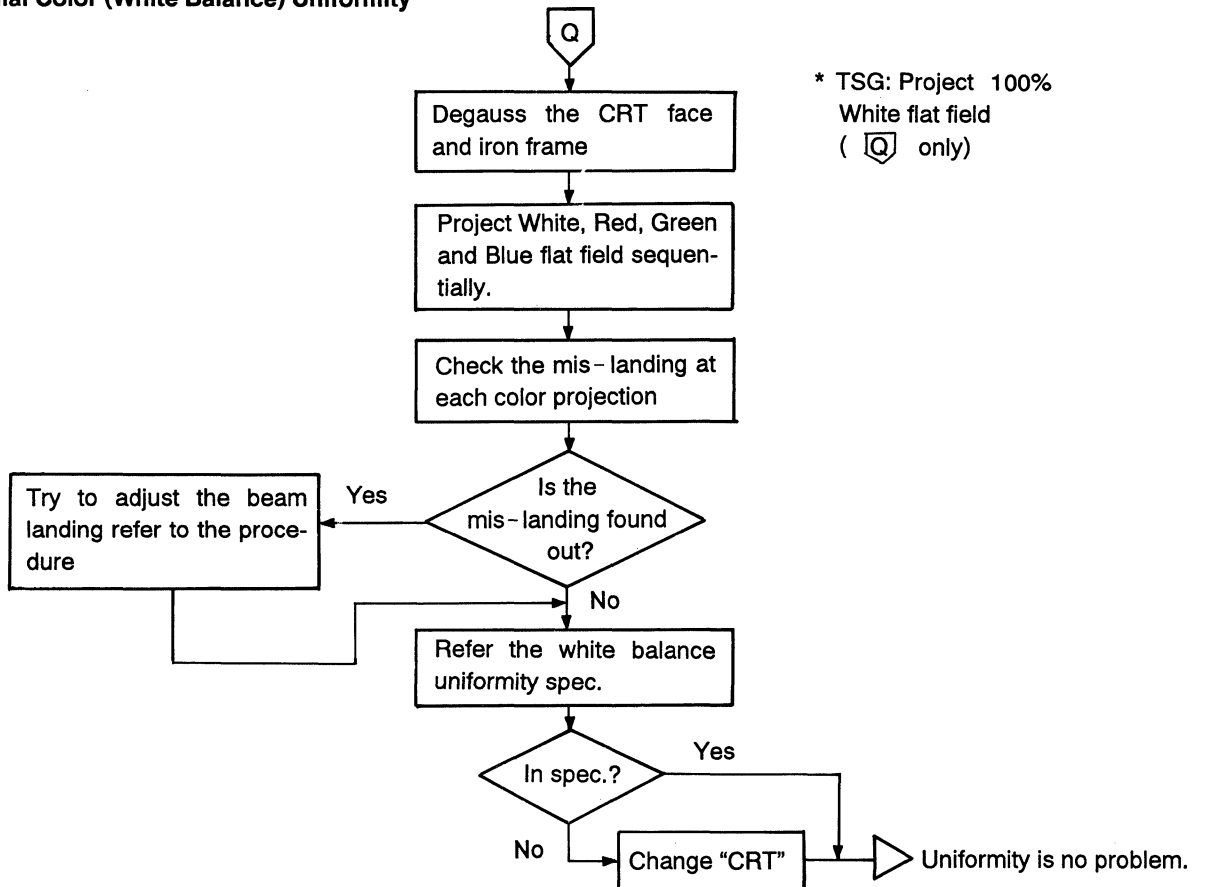 Color (White Balance) Uniformity
Q
* TSG: Project 100%
White flat field
( Q only)
Degauss the CRT face
and iron frame
Project White, Red, Green
and Blue flat field sequen-
tially.
Check the mis-landing at
each color projection
Is the
mis-landing found
out?
Yes
Try to adjust the beam
landing refer to the proce-
dure
No
Refer the white balance
uniformity spec.
In spec.?
Yes
No
Change "CRT"
Uniformity is no problem.